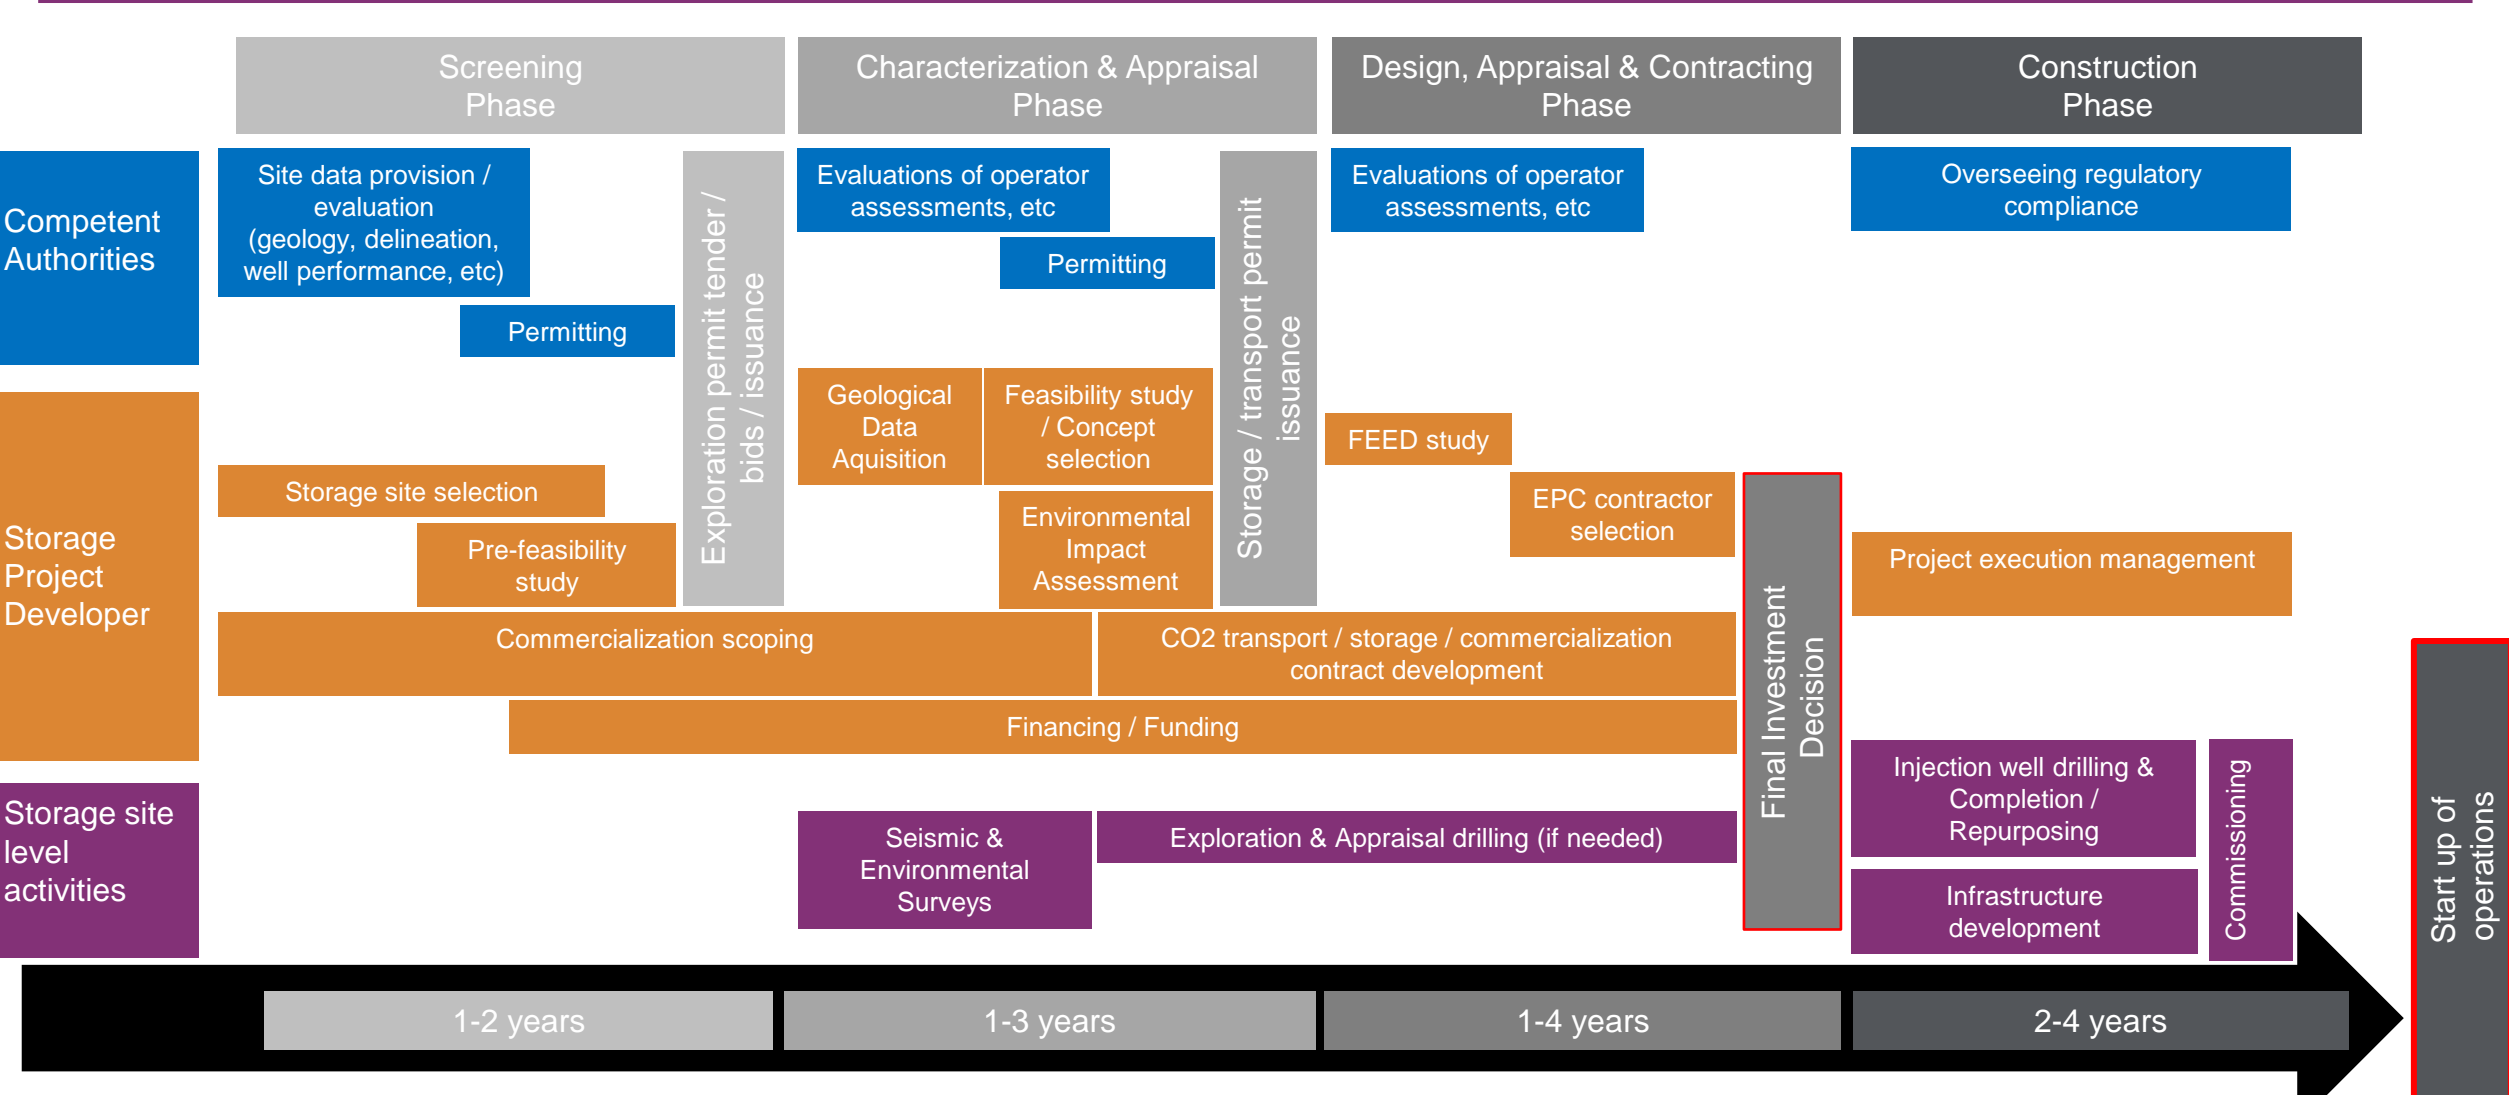 Screening
Phase
Characterization & Appraisal
Phase
Design, Appraisal & Contracting
Phase
Construction
Phase
Competent
Authorities
Site data provision /
evaluation
(geology, delineation,
well performance, etc)
Permitting
Exploration permit tender /
bids / issuance
Evaluations of operator
assessments, etc
Permitting
Storage / transport permit
issuance
Evaluations of operator
assessments, etc
Overseeing regulatory
compliance
Storage
Project
Developer
Storage site selection
Pre-feasibility
study
Geological
Data
Aquisition
Feasibility study
/ Concept
selection
Environmental
Impact
Assessment
FEED study
EPC contractor
selection
Project execution management
Commercialization scoping
CO2 transport / storage / commercialization
contract development
Financing / Funding
Final Investment
Decision
Storage site
level
activities
Seismic &
Environmental
Surveys
Exploration & Appraisal drilling (if needed)
Injection well drilling &
Completion /
Repurposing
Infrastructure
development
Commissioning
Start up of
operations
1-2 years
1-3 years
1-4 years
2-4 years